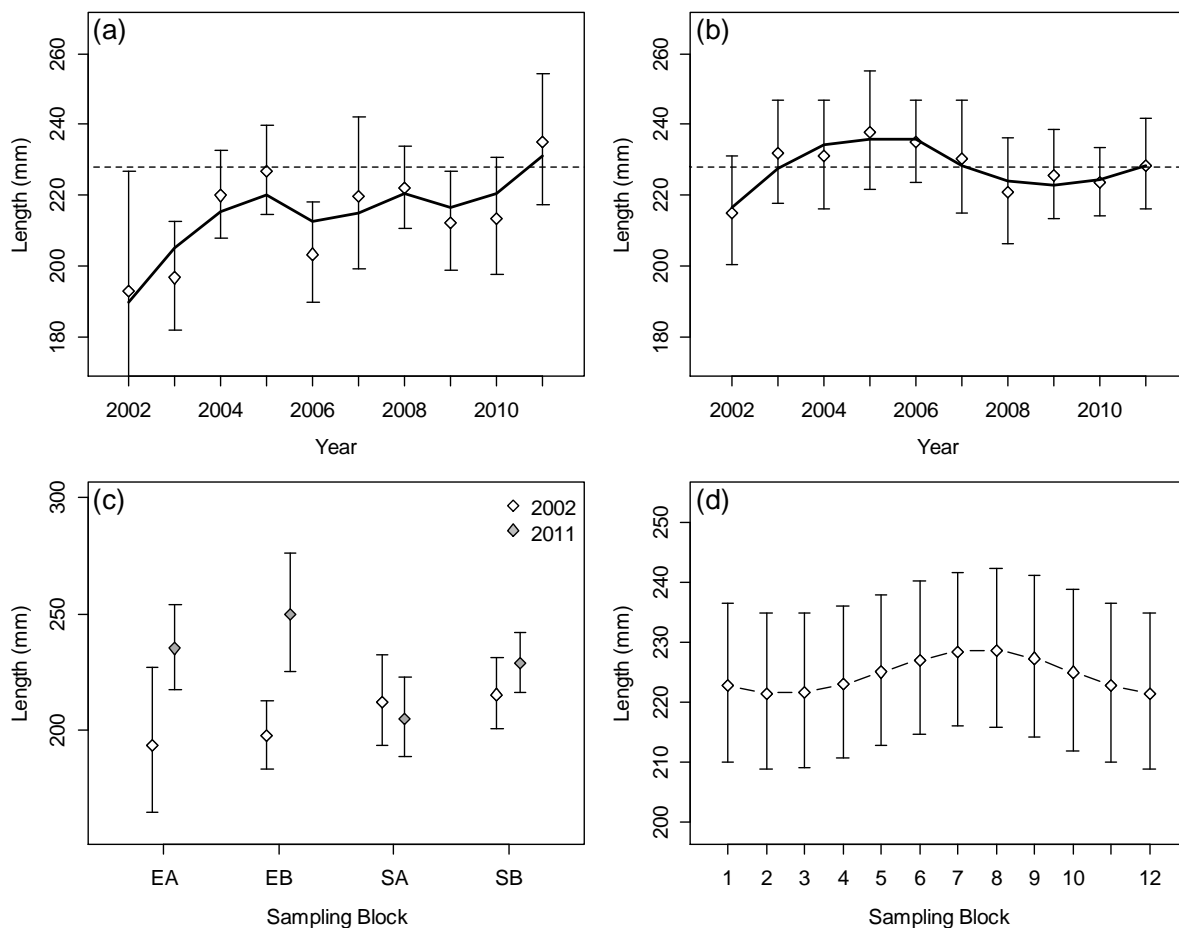 (a)
Length (mm)
180 200 220 240 260
2002 2004 2006 2008 2010
Year
(b)
Length (mm)
180 200 220 240 260
2002 2004 2006 2008 2010
Year
(c)
2002
2011
Length (mm)
200 250 300
EA EB SA SB
Sampling Block
(d)
Length (mm)
200 210 220 230 240 250
1 2 3 4 5 6 7 8 9 10 12
Sampling Block